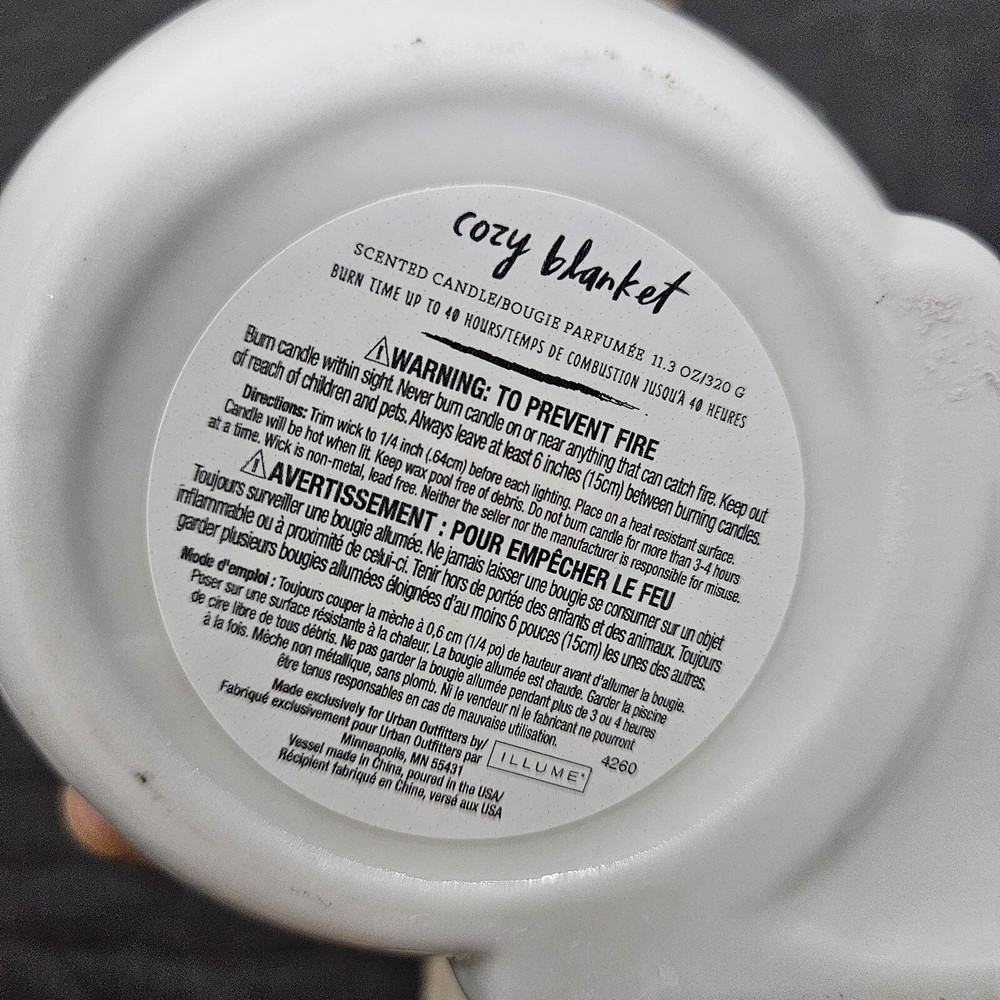 cozy blanket
SCENTED CANDLE/BOUGIE PARFUMÉE 11.3 OZ/320 G
BURN TIME UP TO 40 HOURS/TEMPS DE COMBUSTION JUSQU'À 40 HEURES
⚠WARNING: TO PREVENT FIRE
Burn candle within sight. Never burn candle on or near anything that can catch fire. Keep out
of reach of children and pets. Always leave at least 6 inches (15cm) between burning candles.
Directions: Trim wick to 1/4 inch (.64cm) before each lighting. Place on a heat resistant surface.
Candle will be hot when lit. Keep wax pool free of debris. Do not burn candle for more than 3-4 hours
at a time. Wick is non-metal, lead free. Neither the seller nor the manufacturer is responsible for misuse.
⚠AVERTISSEMENT : POUR EMPÊCHER LE FEU
Toujours surveiller une bougie allumée. Ne jamais laisser une bougie se consumer sur un objet
inflammable ou à proximité de celui-ci. Tenir hors de portée des enfants et des animaux. Toujours
garder plusieurs bougies allumées éloignées d'au moins 6 pouces (15cm) les unes des autres.
Mode d'emploi : Toujours couper la mèche à 0,6 cm (1/4 po) de hauteur avant d'allumer la bougie.
Poser sur une surface résistante à la chaleur. La bougie allumée est chaude. Garder la piscine
de cire libre de tous débris. Ne pas garder la bougie allumée pendant plus de 3 ou 4 heures
à la fois. Mèche non métallique, sans plomb. Ni le vendeur ni le fabricant ne pourront
être tenus responsables en cas de mauvaise utilisation.
Made exclusively for Urban Outfitters by/
Fabriqué exclusivement pour Urban Outfitters par
ILLUME® 4260
Minneapolis, MN 55431
Vessel made in China, poured in the USA/
Récipient fabriqué en Chine, versé aux USA